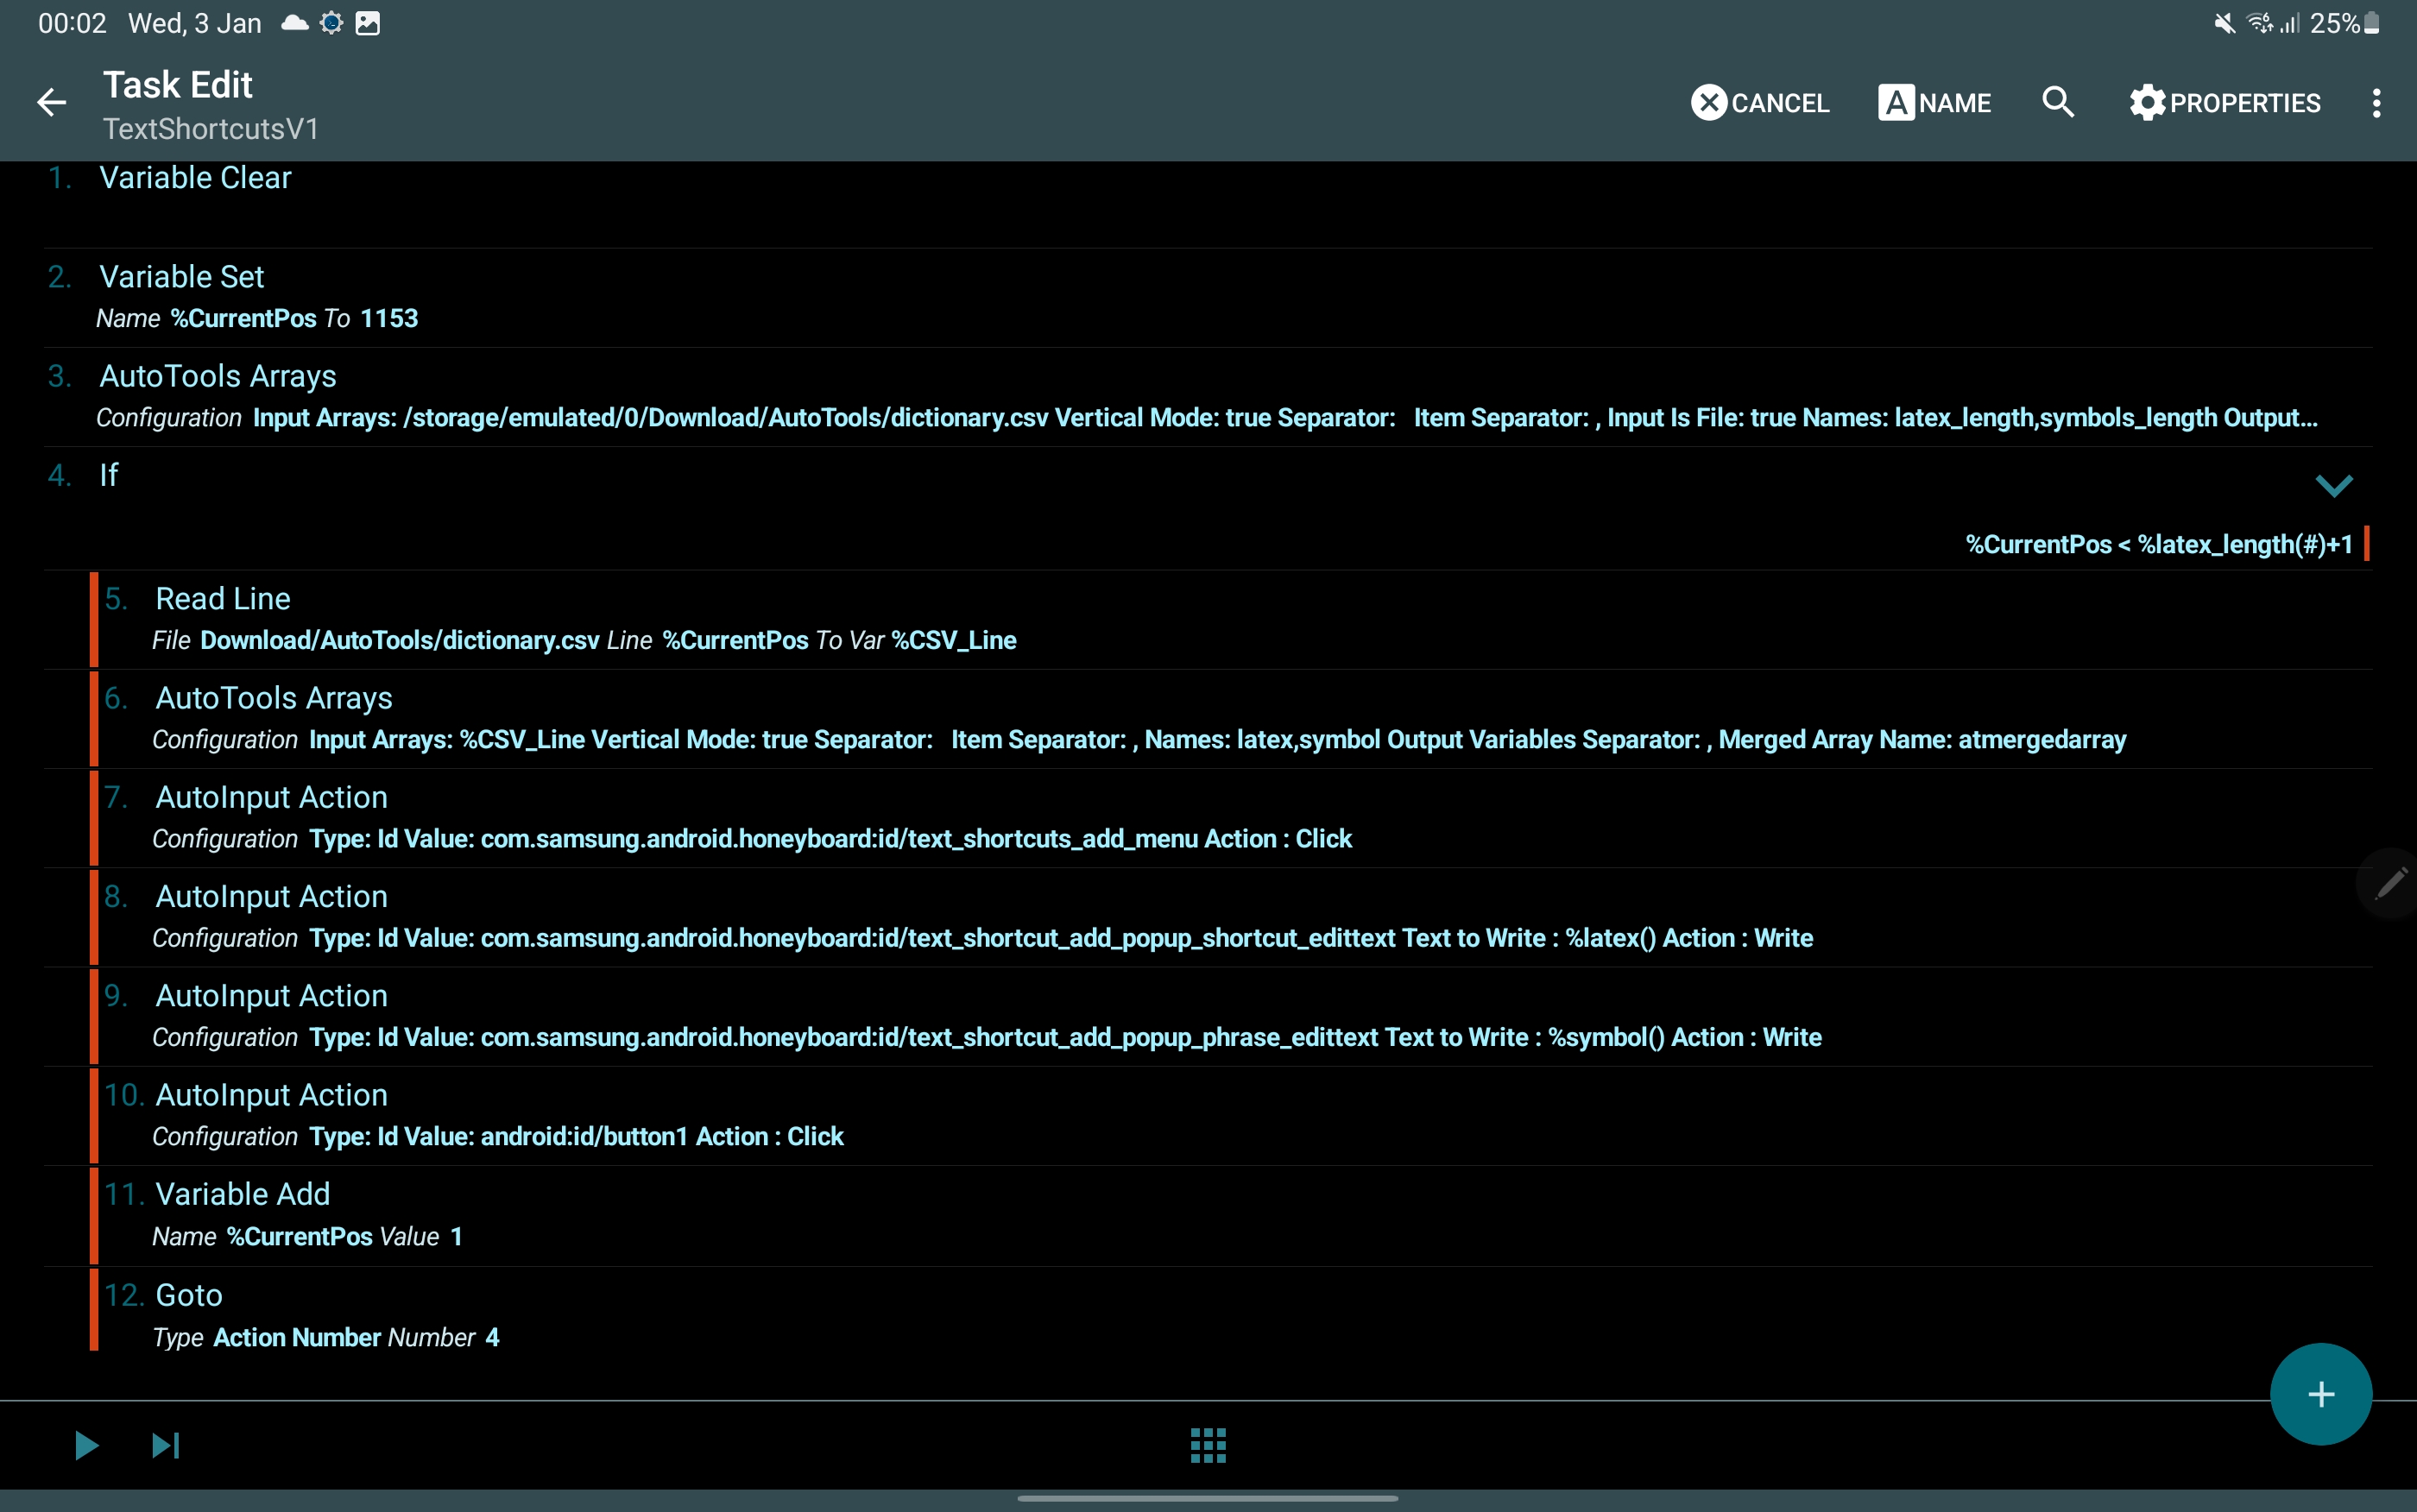 00:02 Wed, 3 Jan 25%
Task Edit
TextShortcutsV1
CANCEL A NAME PROPERTIES
1. Variable Clear
2. Variable Set
Name %CurrentPos To 1153
3. AutoTools Arrays
Configuration Input Arrays: /storage/emulated/0/Download/AutoTools/dictionary.csv Vertical Mode: true Separator: Item Separator: , Input Is File: true Names: latex_length,symbols_length Output...
4. If
%CurrentPos < %latex_length(#)+1
5. Read Line
File Download/AutoTools/dictionary.csv Line %CurrentPos To Var %CSV_Line
6. AutoTools Arrays
Configuration Input Arrays: %CSV_Line Vertical Mode: true Separator: Item Separator: , Names: latex,symbol Output Variables Separator: , Merged Array Name: atmergedarray
7. AutoInput Action
Configuration Type: Id Value: com.samsung.android.honeyboard:id/text_shortcuts_add_menu Action : Click
8. AutoInput Action
Configuration Type: Id Value: com.samsung.android.honeyboard:id/text_shortcut_add_popup_shortcut_edittext Text to Write : %latex() Action : Write
9. AutoInput Action
Configuration Type: Id Value: com.samsung.android.honeyboard:id/text_shortcut_add_popup_phrase_edittext Text to Write : %symbol() Action : Write
10. AutoInput Action
Configuration Type: Id Value: android:id/button1 Action : Click
11. Variable Add
Name %CurrentPos Value 1
12. Goto
Type Action Number Number 4